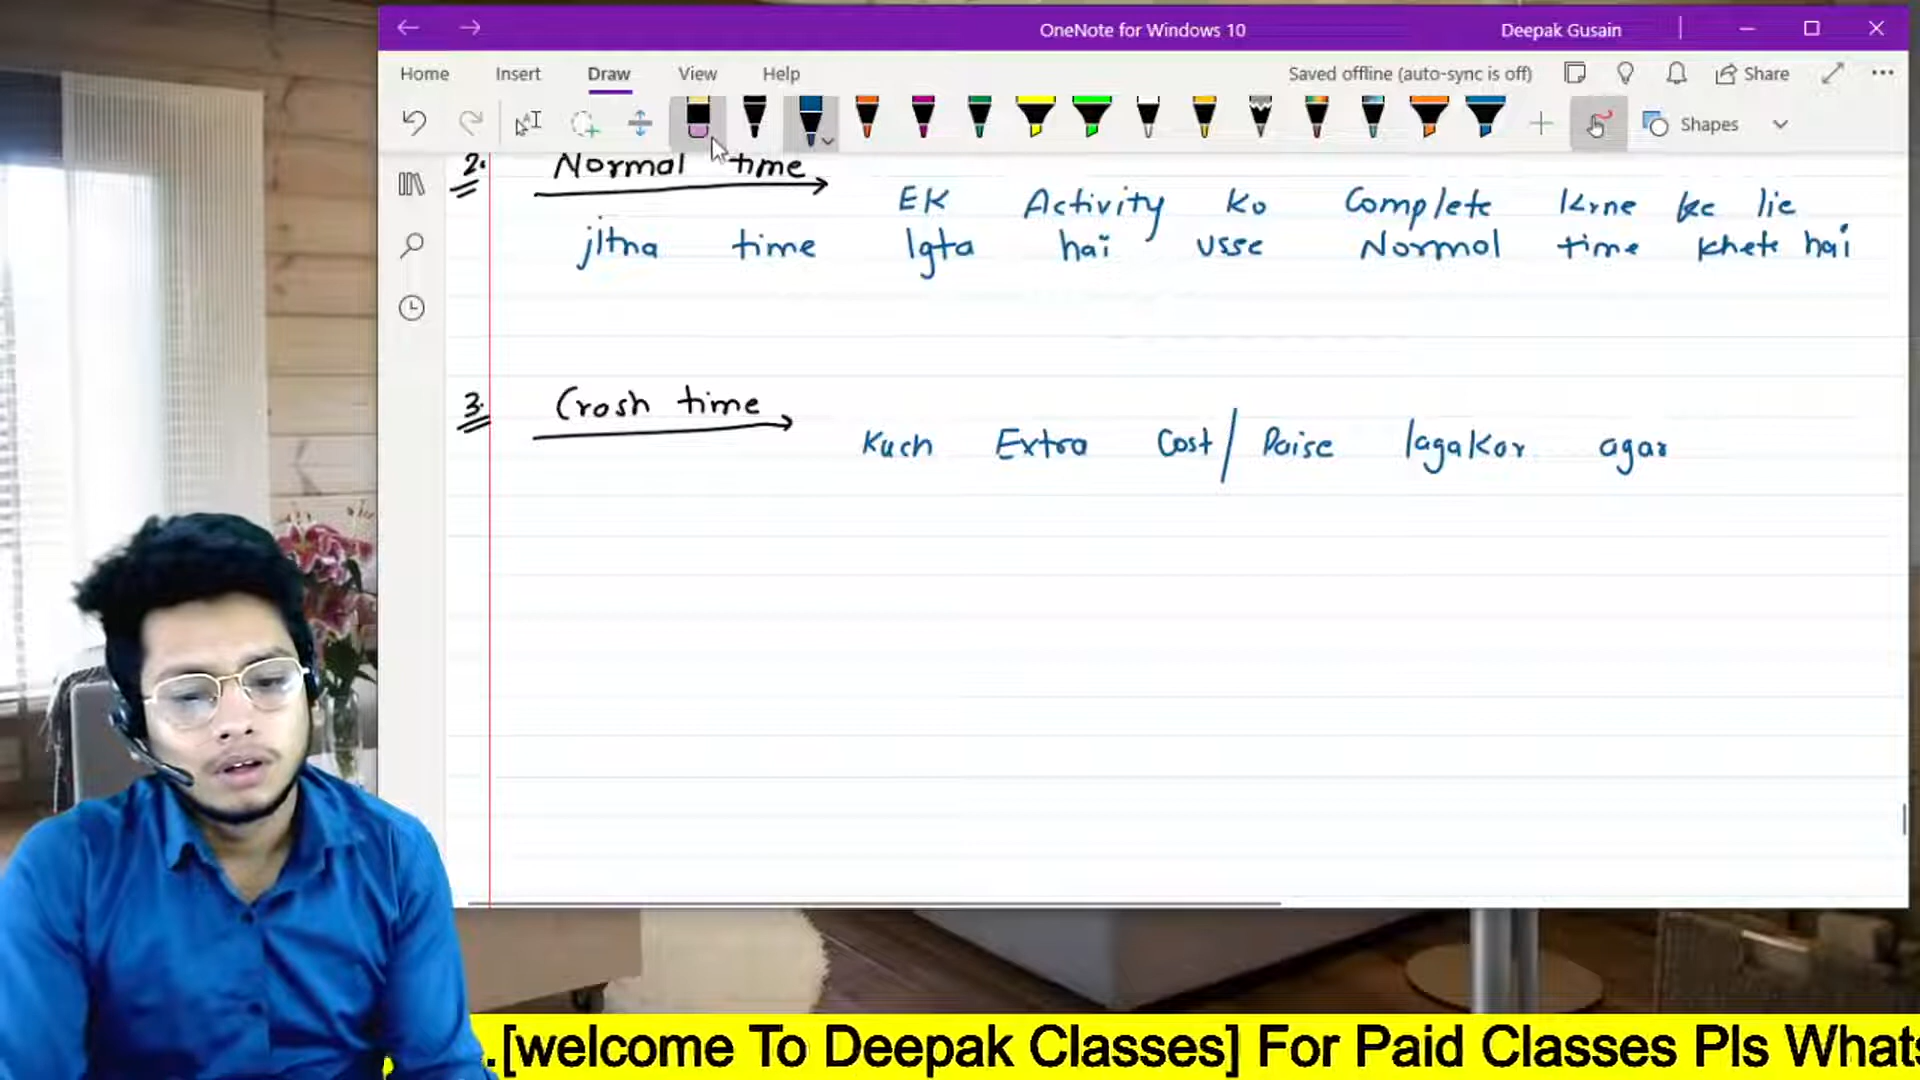 OneNote for Windows 10
Deepak Gusain
Home Insert Draw View Help
Saved offline (auto-sync is off)
Share
Shapes
2. Normal time
EK Activity ko Complete krne ke lie
jitna time lgta hai usse Normal time khete hai
3. Crash time
Kuch Extra Cost/Paise lagakar agar
.[welcome To Deepak Classes] For Paid Classes Pls Whats